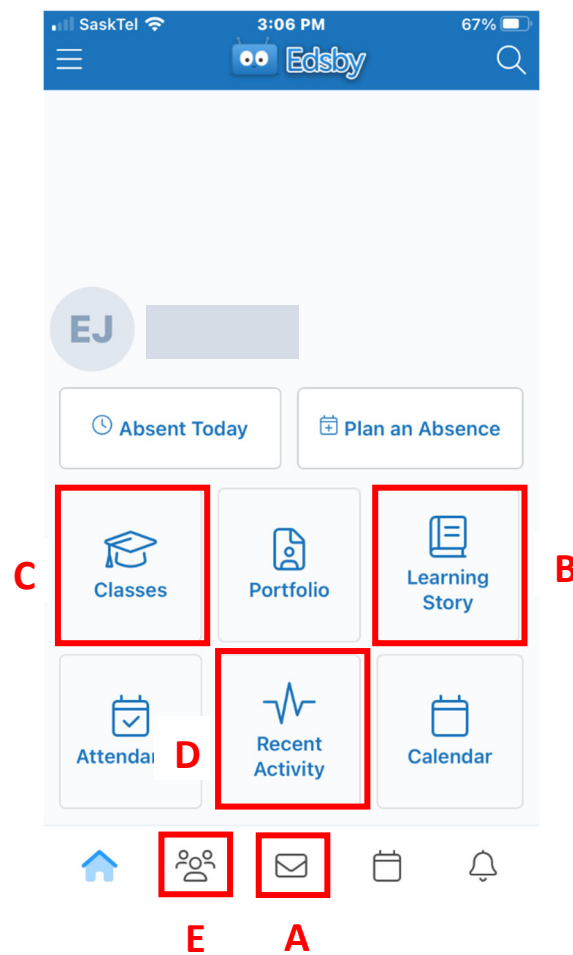 SaskTel 3:06 PM 67%
Edsby
EJ
Absent Today Plan an Absence
C Classes Portfolio Learning Story B
Attenda D Recent Activity Calendar
E A